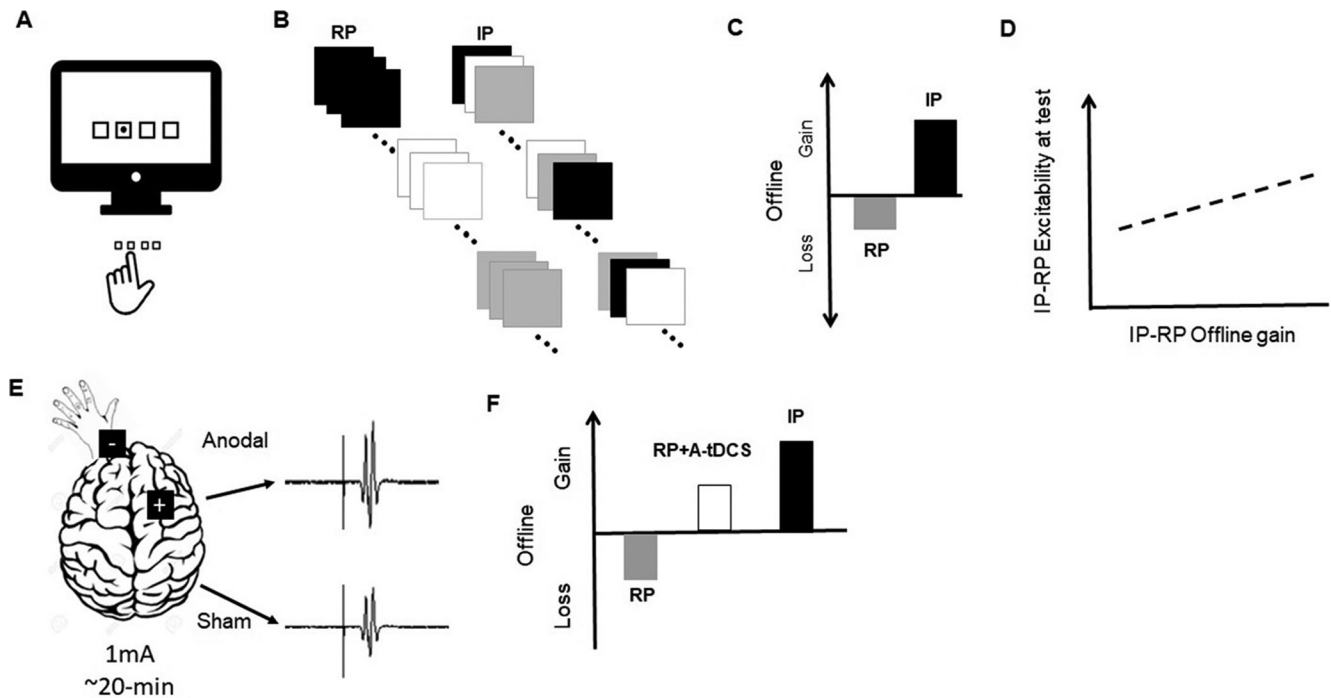 A
B
RP
IP
C
Offline
Gain
Loss
IP
RP
D
IP-RP Excitability at test
IP-RP Offline gain
E
-
+
Anodal
Sham
1mA
~20-min
F
Offline
Gain
Loss
RP
RP+A-tDCS
IP